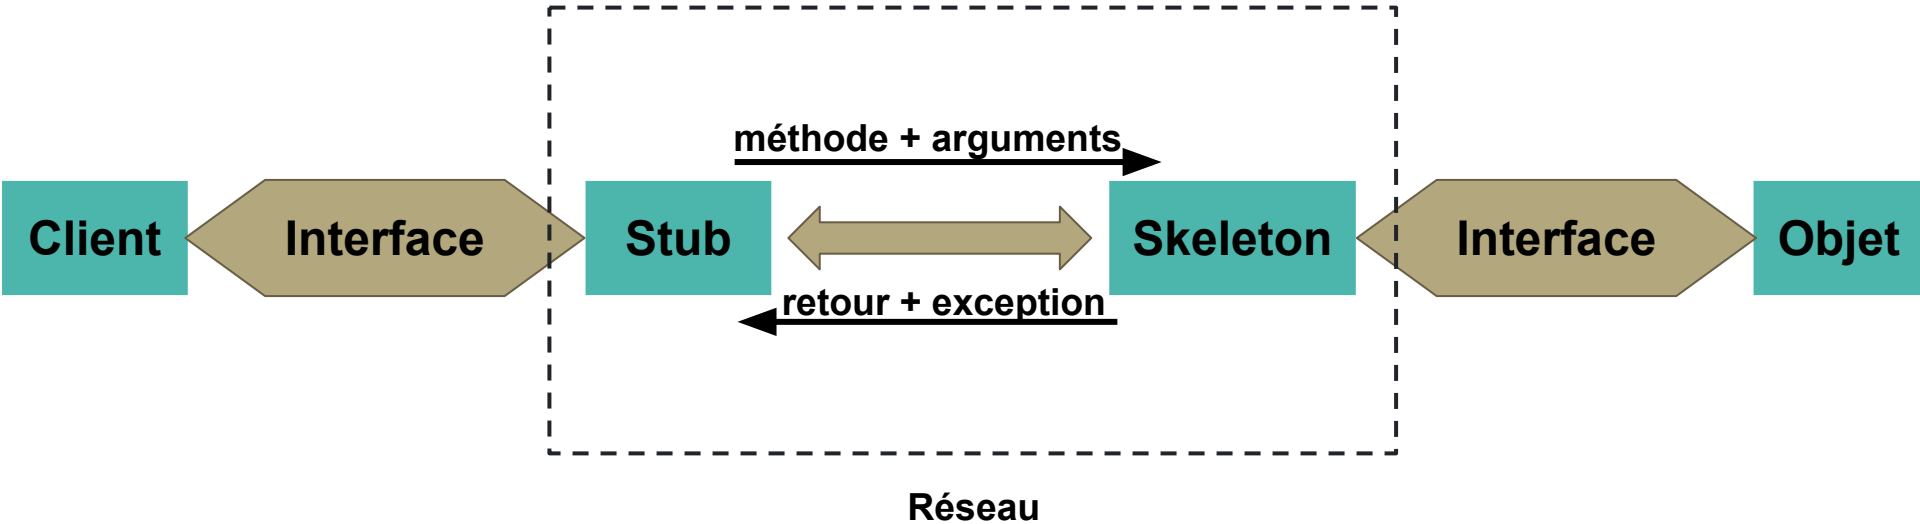 méthode + arguments
Client
Interface
Stub
Skeleton
Interface
Objet
retour + exception
Réseau